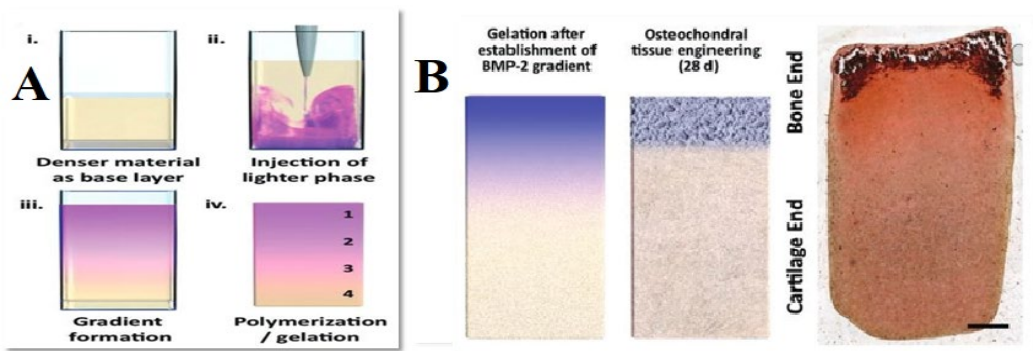 A
i.
ii.
Denser material
as base layer
Injection of
lighter phase
iii.
iv.
1
2
3
4
Gradient
formation
Polymerization
/ gelation
B
Gelation after
establishment of
BMP-2 gradient
Osteochondral
tissue engineering
(28 d)
Bone End
Cartilage End